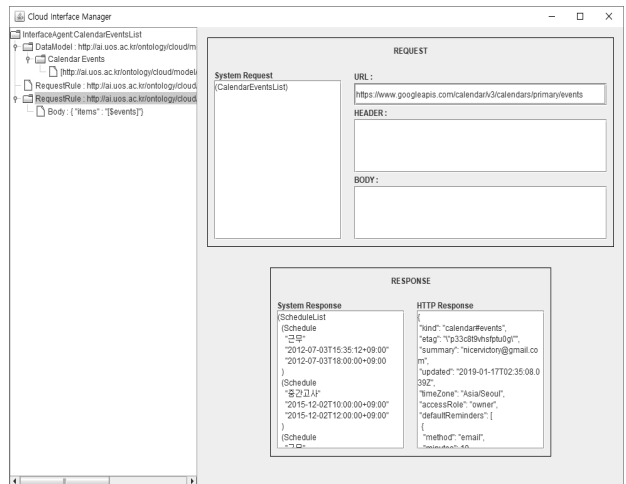 Cloud Interface Manager
InterfaceAgent:CalendarEventsList
DataModel : http://ai.uos.ac.kr/ontology/cloud/m
Calendar Events
[http://ai.uos.ac.kr/ontology/cloud/model/
RequestRule : http://ai.uos.ac.kr/ontology/cloud
RequestRule : http://ai.uos.ac.kr/ontology/cloud
Body : { "items" : "[$events]"}
REQUEST
System Request
(CalendarEventsList)
URL :
https://www.googleapis.com/calendar/v3/calendars/primary/events
HEADER :
BODY :
RESPONSE
System Response
(ScheduleList
(Schedule
"근무"
"2012-07-03T15:35:12+09:00"
"2012-07-03T18:00:00+09:00
)
(Schedule
"중간고사"
"2015-12-02T10:00:00+09:00"
"2015-12-02T12:00:00+09:00"
)
(Schedule
"근무"
HTTP Response
{
"kind": "calendar#events",
"etag": "\"p33c8t9vhsfptu0g\"",
"summary": "nicervictory@gmail.co
m",
"updated": "2019-01-17T02:35:08.0
39Z",
"timeZone": "Asia/Seoul",
"accessRole": "owner",
"defaultReminders": [
{
"method": "email",
"minutes": 10